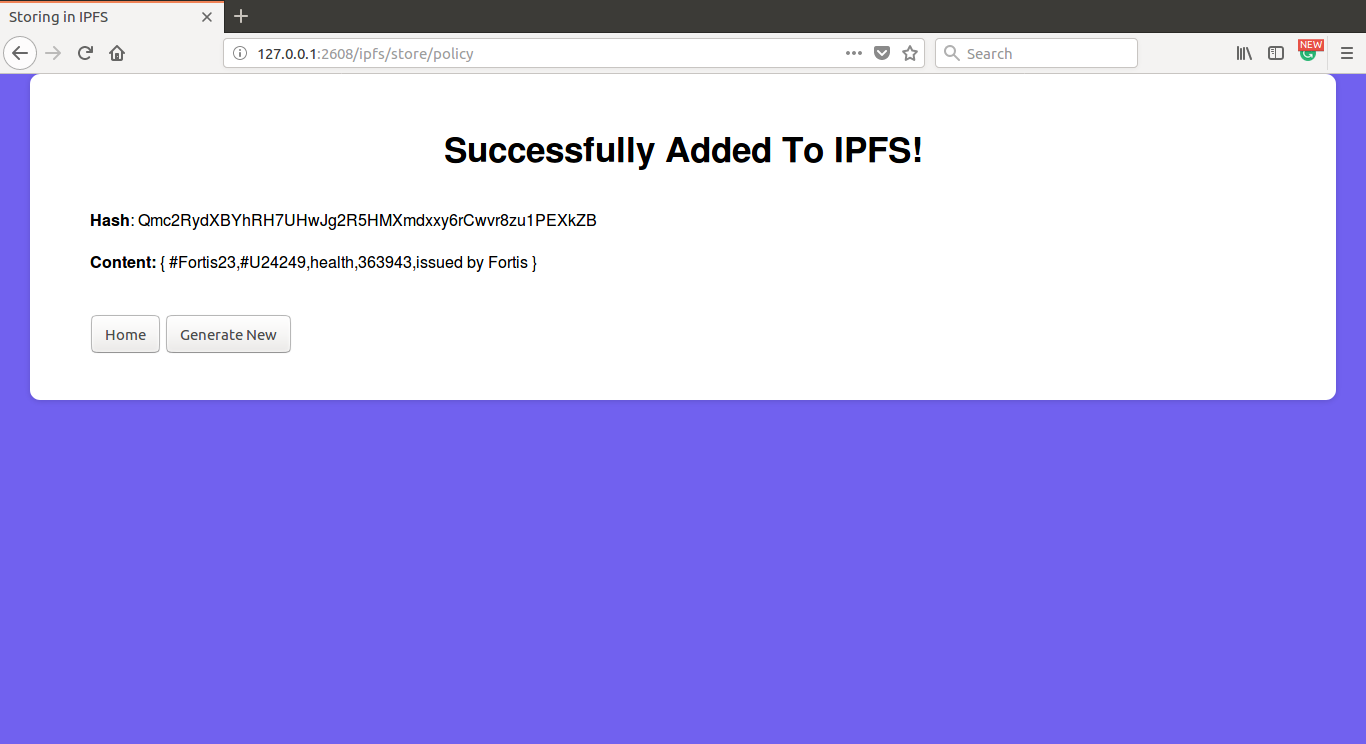 Storing in IPFS
127.0.0.1:2608/ipfs/store/policy
Search
NEW
Successfully Added To IPFS!
Hash: Qmc2RydXBYhRH7UHwJg2R5HMXmdxxy6rCwvr8zu1PEXkZB
Content: { #Fortis23,#U24249,health,363943,issued by Fortis }
Home Generate New